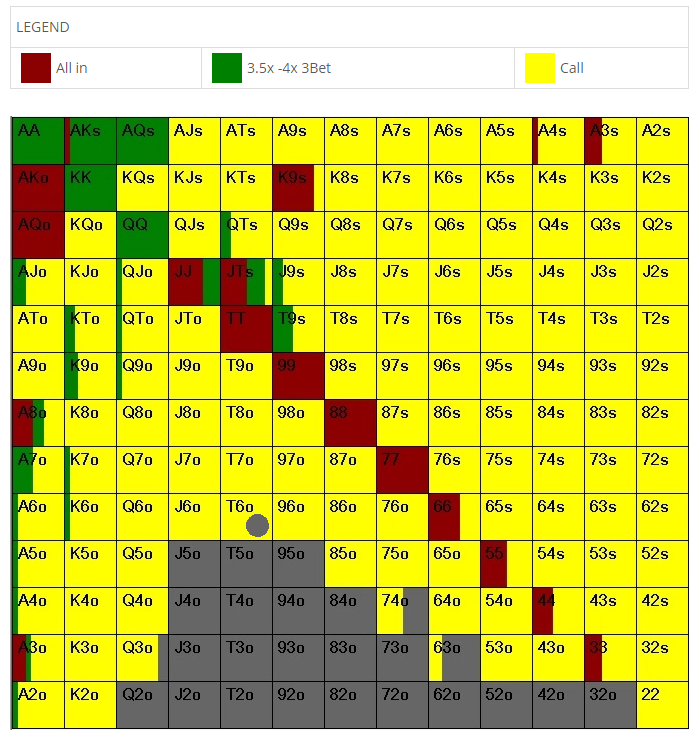 LEGEND
All in 3.5x -4x 3Bet Call
AA AKs AQs AJs ATs A9s A8s A7s A6s A5s A4s A3s A2s
AKo KK KQs KJs KTs K9s K8s K7s K6s K5s K4s K3s K2s
AQo KQo QQ QJs QTs Q9s Q8s Q7s Q6s Q5s Q4s Q3s Q2s
AJo KJo QJo JJ JTs J9s J8s J7s J6s J5s J4s J3s J2s
ATo KTo QTo JTo TT T9s T8s T7s T6s T5s T4s T3s T2s
A9o K9o Q9o J9o T9o 99 98s 97s 96s 95s 94s 93s 92s
A8o K8o Q8o J8o T8o 98o 88 87s 86s 85s 84s 83s 82s
A7o K7o Q7o J7o T7o 97o 87o 77 76s 75s 74s 73s 72s
A6o K6o Q6o J6o T6o 96o 86o 76o 66 65s 64s 63s 62s
A5o K5o Q5o J5o T5o 95o 85o 75o 65o 55 54s 53s 52s
A4o K4o Q4o J4o T4o 94o 84o 74o 64o 54o 44 43s 42s
A3o K3o Q3o J3o T3o 93o 83o 73o 63o 53o 43o 33 32s
A2o K2o Q2o J2o T2o 92o 82o 72o 62o 52o 42o 32o 22